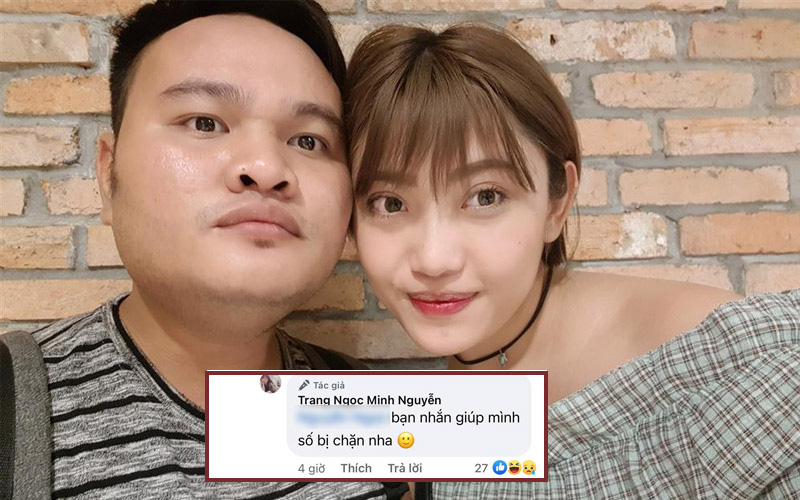 Tác giả
Trang Ngọc Minh Nguyễn
bạn nhắn giúp mình
số bị chặn nha
4 giờ Thích Trả lời 27